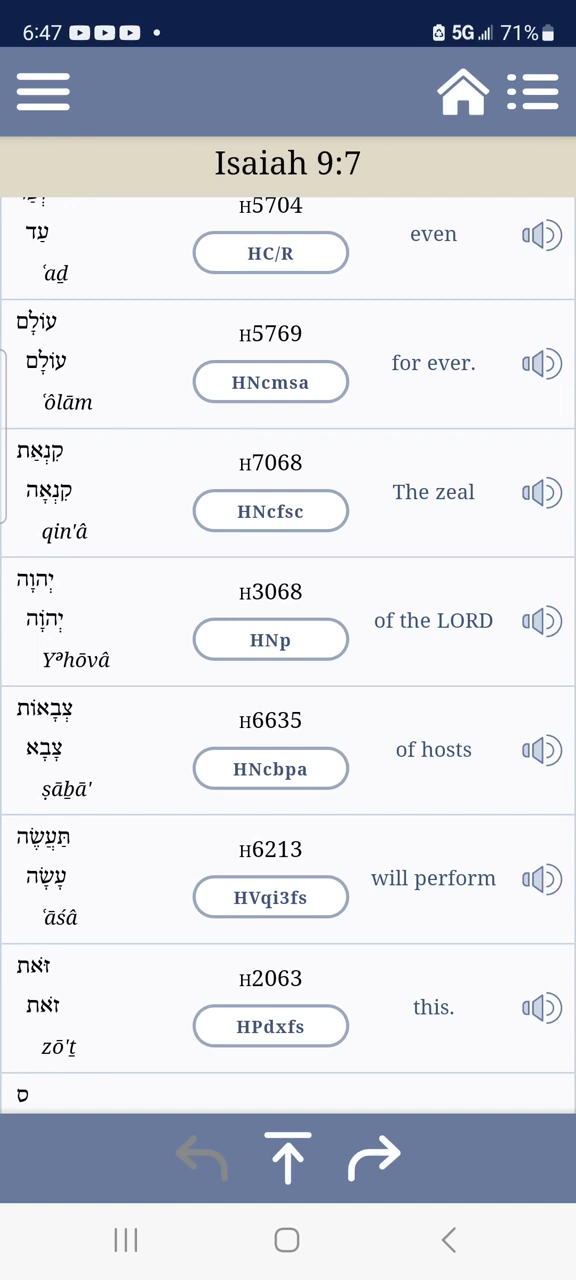 6:47 5G 71%
Isaiah 9:7
H5704
עַד
HC/R
even
ʿaḏ
עוֹלָם
H5769
עוֹלָם
HNcmsa
for ever.
ʿôlām
קִנְאַת
H7068
קִנְאָה
HNcfsc
The zeal
qin'â
יְהוָה
H3068
יְהֹוָה
HNp
of the LORD
Yᵊhōvâ
צְבָאוֹת
H6635
צָבָא
HNcbpa
of hosts
ṣāḇā'
תַּעֲשֶׂה
H6213
עָשָׂה
HVqi3fs
will perform
ʿāśâ
זֹּאת
H2063
זֹאת
HPdxfs
this.
zō'ṯ
ס